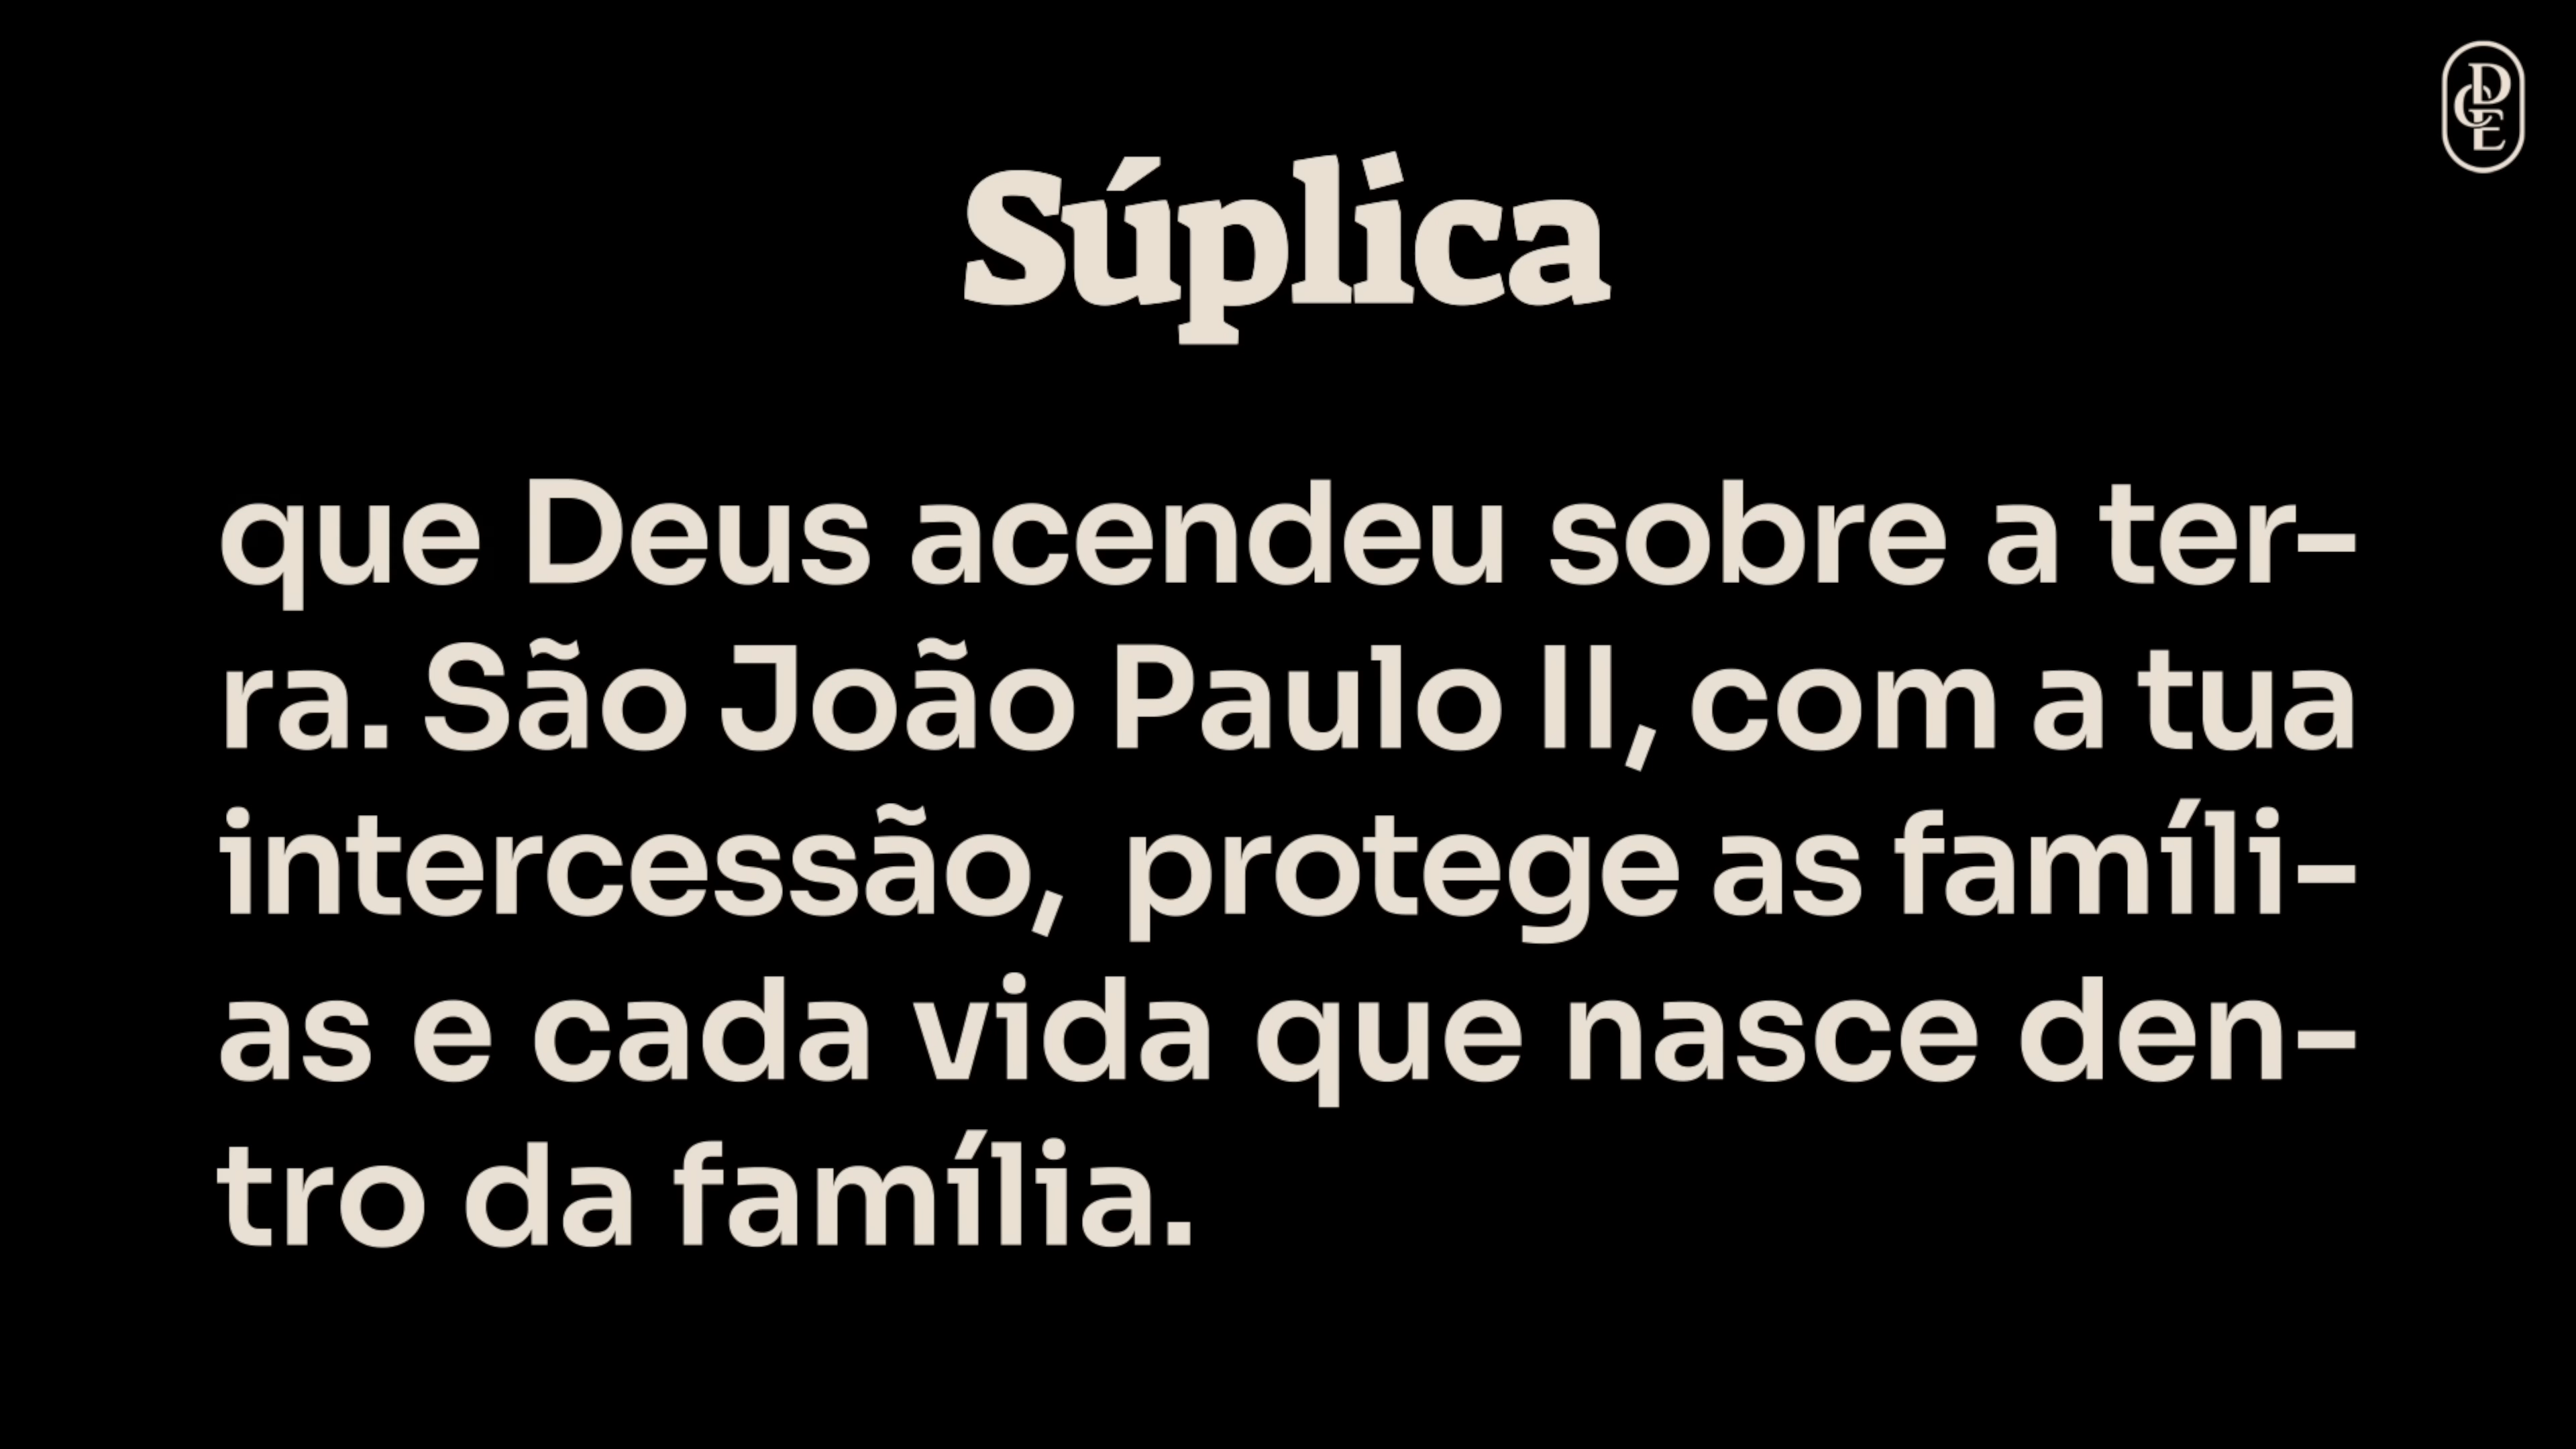 Súplica
que Deus acendeu sobre a ter-
ra. São João Paulo II, com a tua
intercessão, protege as famíli-
as e cada vida que nasce den-
tro da família.
DCE